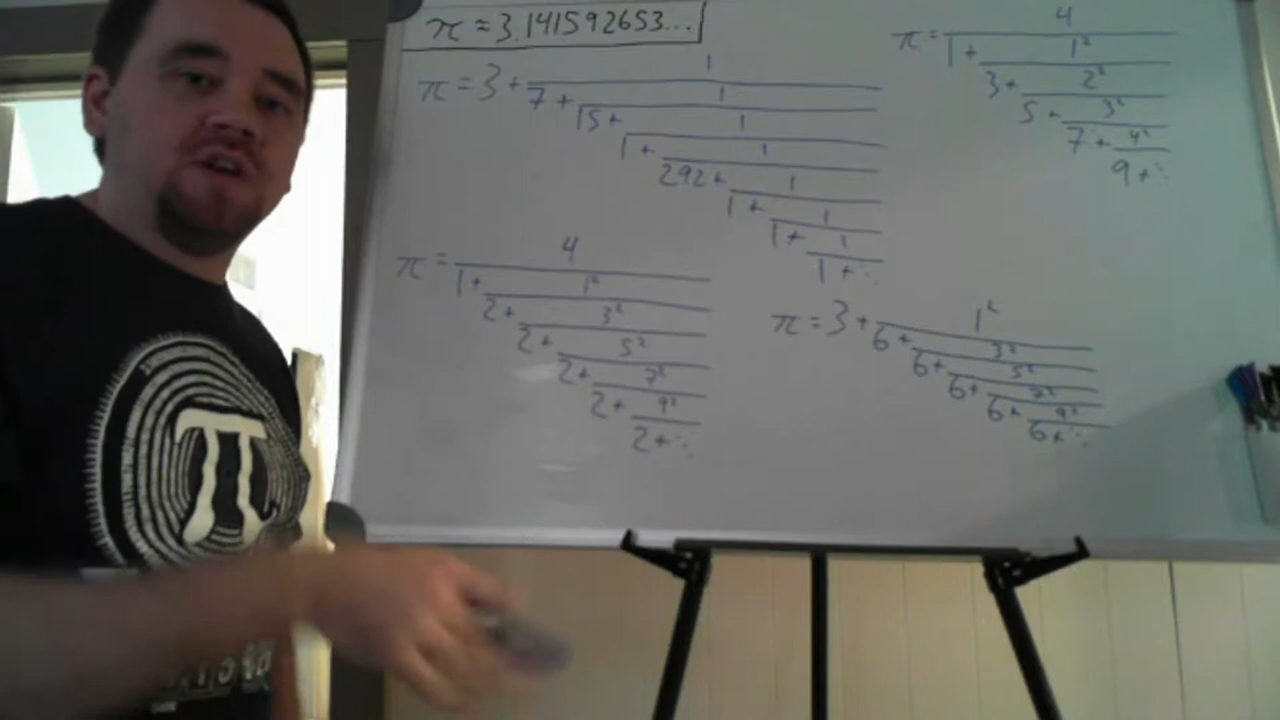 π ≈ 3.141592653...
π = 3 + 1
7 + 1
15 + 1
1 + 1
292 + 1
1 + 1
1 + 1
1 + ⋱
π = 4
1 + 1²
3 + 2²
5 + 3²
7 + 4²
9 + ⋱
π = 4
1 + 1²
2 + 3²
2 + 5²
2 + 7²
2 + 9²
2 + ⋱
π = 3 + 1²
6 + 3²
6 + 5²
6 + 7²
6 + 9²
6 + ⋱
π